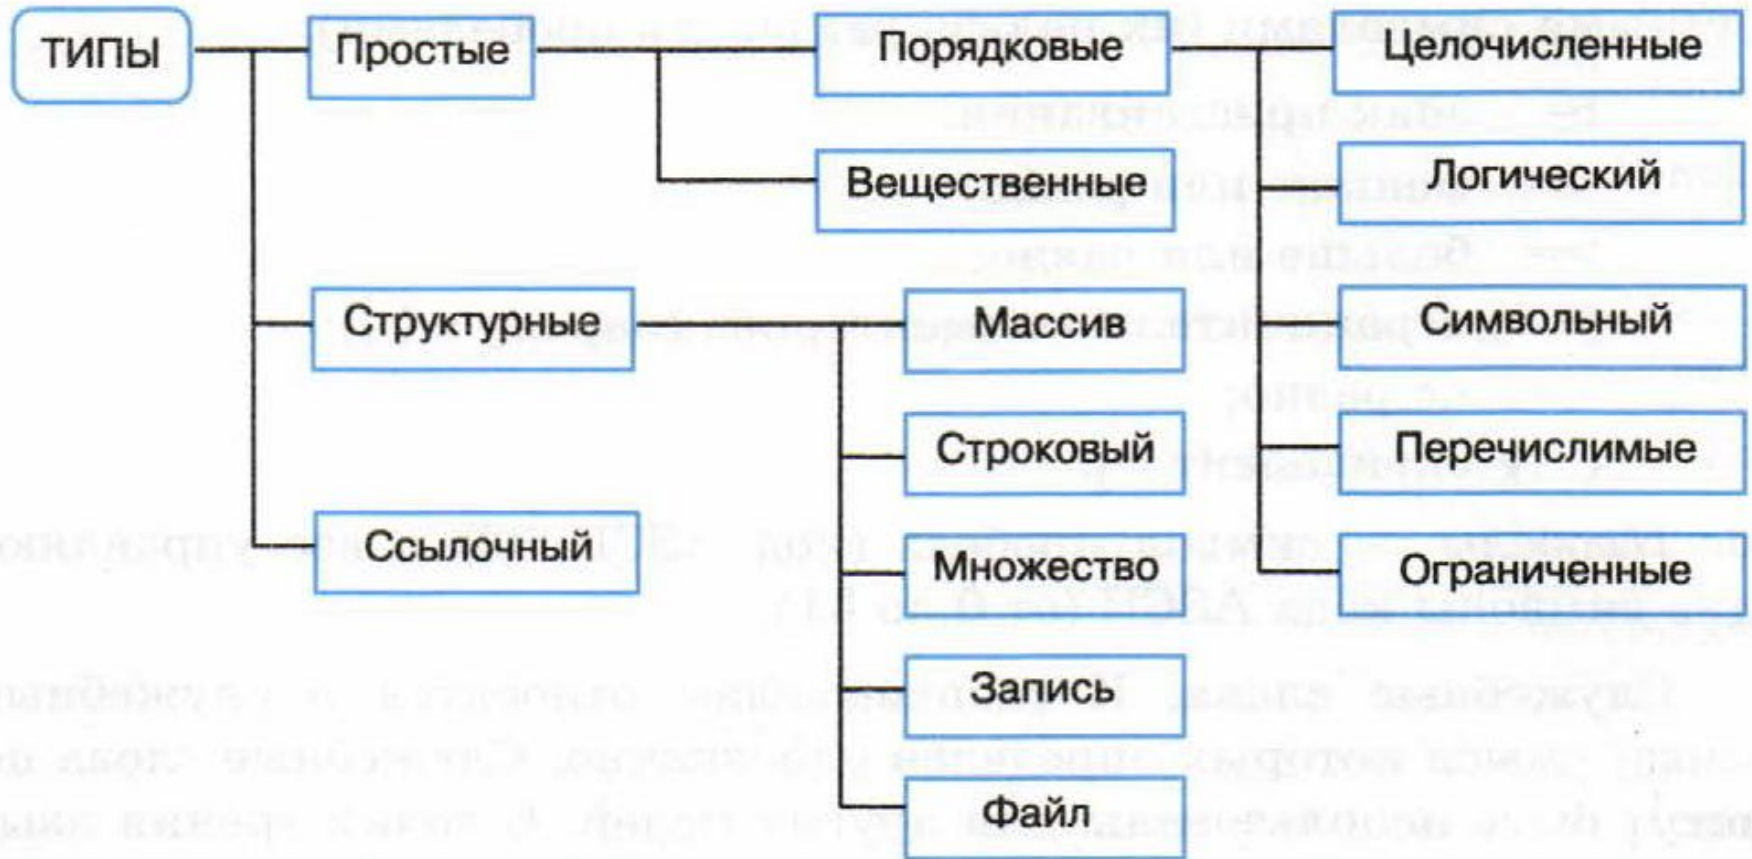 ТИПЫ
Простые
Порядковые
Целочисленные
Вещественные
Логический
Структурные
Массив
Символьный
Строковый
Перечислимые
Ссылочный
Множество
Ограниченные
Запись
Файл